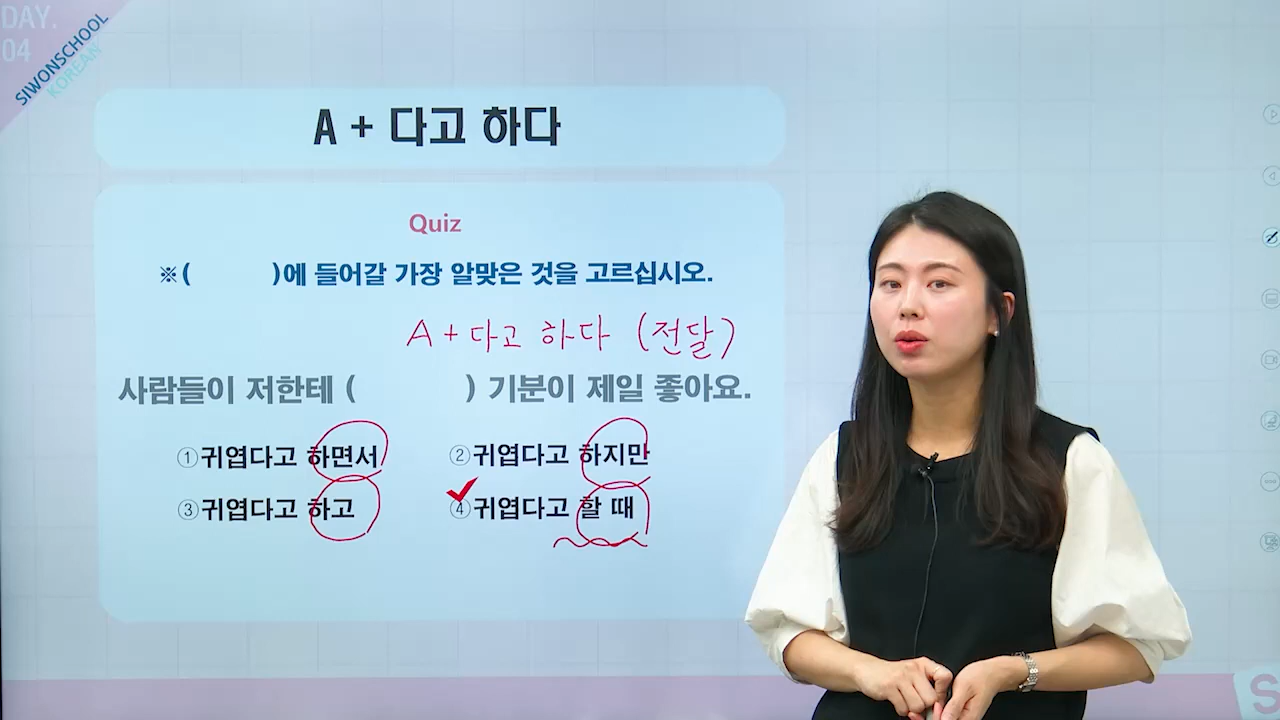 DAY.
04
SIWONSCHOOL
KOREAN
A + 다고 하다
Quiz
※( )에 들어갈 가장 알맞은 것을 고르십시오.
A + 다고 하다 (전달)
사람들이 저한테 ( ) 기분이 제일 좋아요.
①귀엽다고 하면서 ②귀엽다고 하지만
③귀엽다고 하고 ④귀엽다고 할 때
S